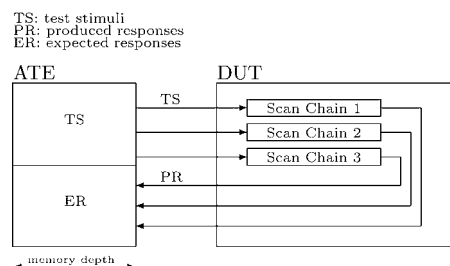 TS: test stimuli
PR: produced responses
ER: expected responses
ATE
DUT
TS
TS
Scan Chain 1
Scan Chain 2
Scan Chain 3
PR
ER
memory depth